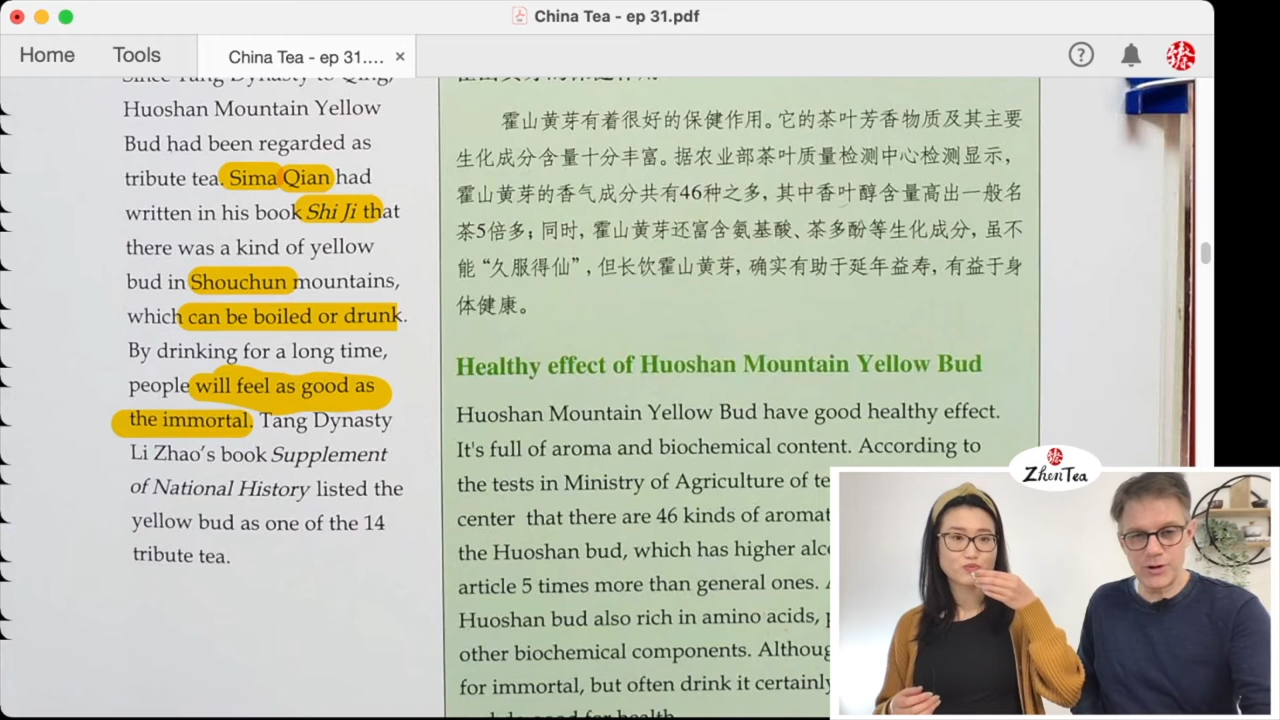 China Tea - ep 31.pdf
Home
Tools
China Tea - ep 31....
Since Tang Dynasty to Qing,
Huoshan Mountain Yellow
Bud had been regarded as
tribute tea. Sima Qian had
written in his book Shi Ji that
there was a kind of yellow
bud in Shouchun mountains,
which can be boiled or drunk.
By drinking for a long time,
people will feel as good as
the immortal. Tang Dynasty
Li Zhao's book Supplement
of National History listed the
yellow bud as one of the 14
tribute tea.
霍山黄芽有着很好的保健作用。它的茶叶芳香物质及其主要
生化成分含量十分丰富。据农业部茶叶质量检测中心检测显示，
霍山黄芽的香气成分共有46种之多，其中香叶醇含量高出一般名
茶5倍多；同时，霍山黄芽还富含氨基酸、茶多酚等生化成分，虽不
能“久服得仙”，但长饮霍山黄芽，确实有助于延年益寿，有益于身
体健康。
Healthy effect of Huoshan Mountain Yellow Bud
Huoshan Mountain Yellow Bud have good healthy effect.
It's full of aroma and biochemical content. According to
the tests in Ministry of Agriculture of te
center that there are 46 kinds of aromat
the Huoshan bud, which has higher alco
article 5 times more than general ones.
Huoshan bud also rich in amino acids,
other biochemical components. Althoug
for immortal, but often drink it certainly
good for health.
ZhenTea